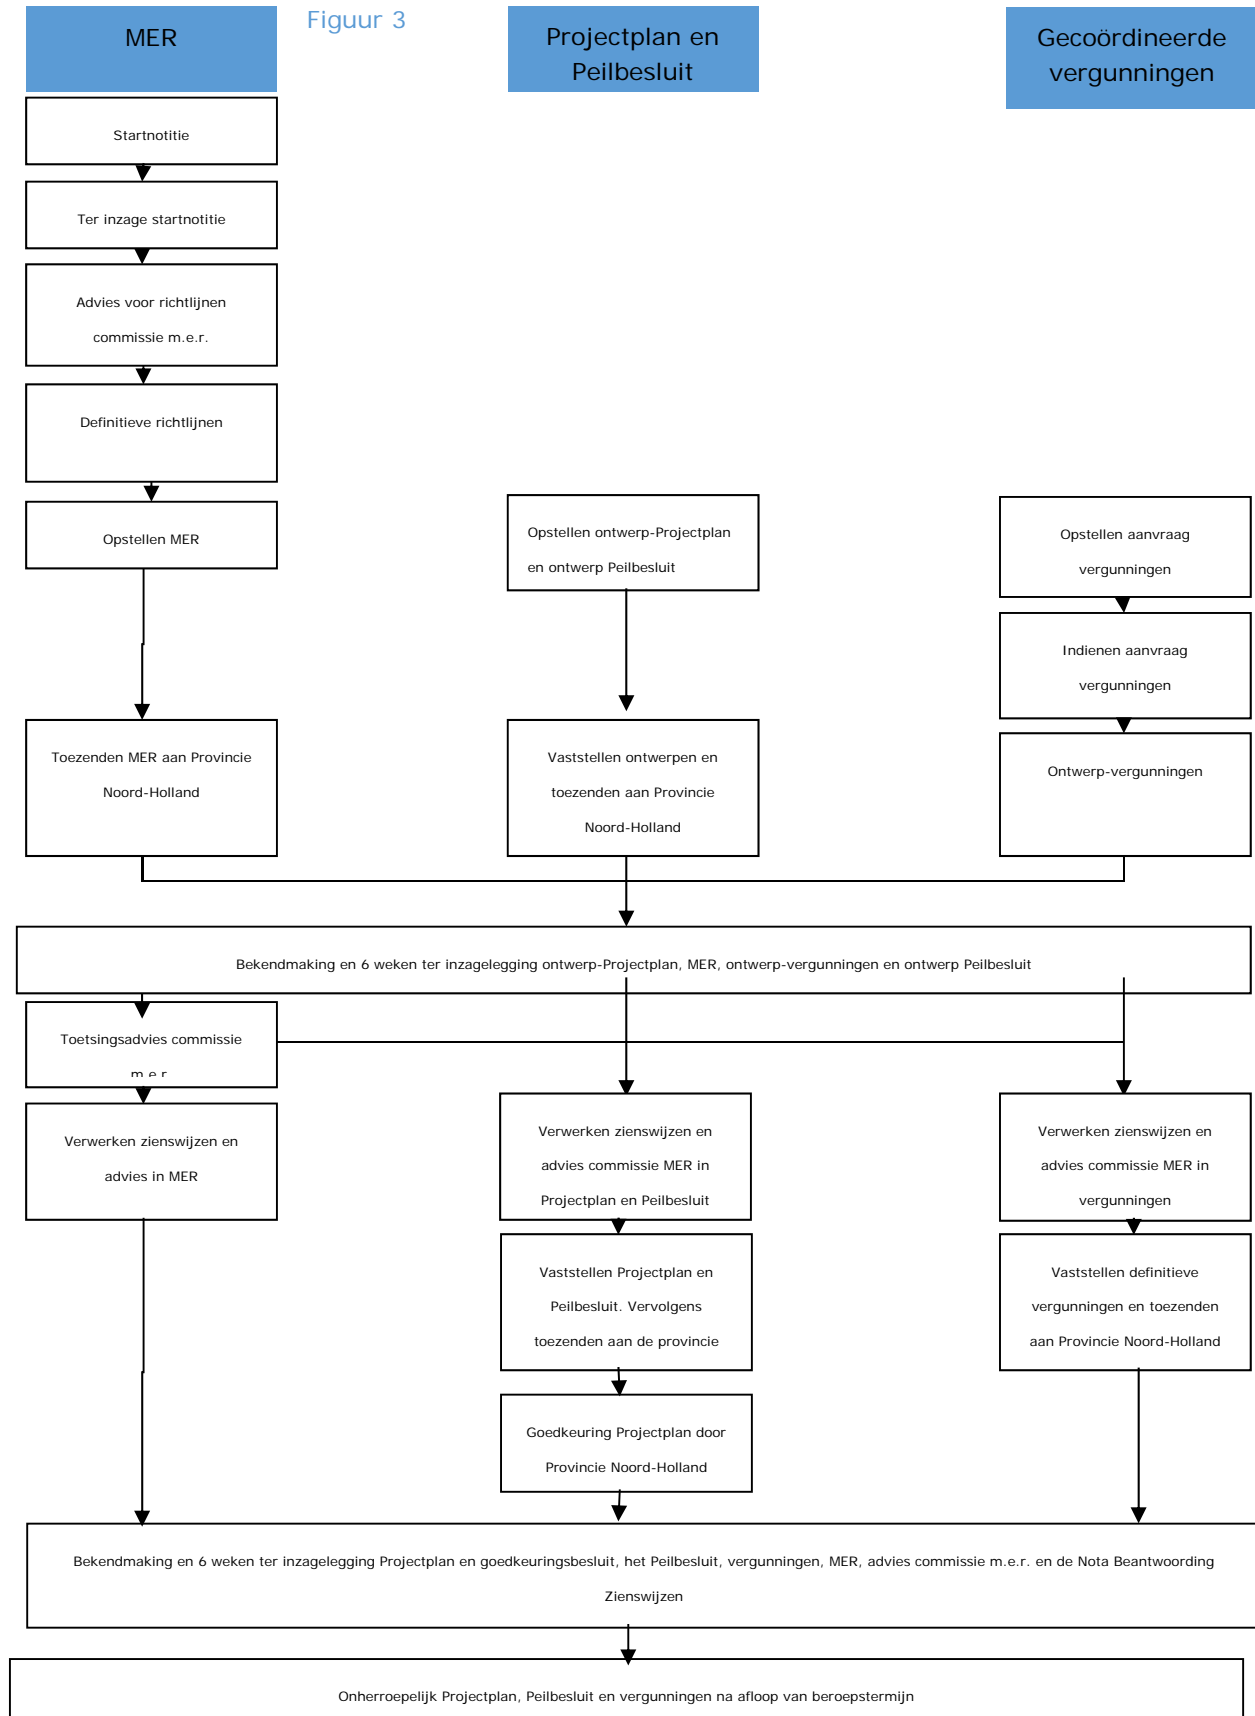 Figuur 3
MER
Projectplan en
Peilbesluit
Gecoördineerde
vergunningen
Startnotitie
Ter inzage startnotitie
Advies voor richtlijnen
commissie m.e.r.
Definitieve richtlijnen
Opstellen MER
Opstellen ontwerp-Projectplan
en ontwerp Peilbesluit
Opstellen aanvraag
vergunningen
Indienen aanvraag
vergunningen
Toezenden MER aan Provincie
Noord-Holland
Vaststellen ontwerpen en
toezenden aan Provincie
Noord-Holland
Ontwerp-vergunningen
Bekendmaking en 6 weken ter inzagelegging ontwerp-Projectplan, MER, ontwerp-vergunningen en ontwerp Peilbesluit
Toetsingsadvies commissie
m.e.r
Verwerken zienswijzen en
advies in MER
Verwerken zienswijzen en
advies commissie MER in
Projectplan en Peilbesluit
Verwerken zienswijzen en
advies commissie MER in
vergunningen
Vaststellen Projectplan en
Peilbesluit. Vervolgens
toezenden aan de provincie
Vaststellen definitieve
vergunningen en toezenden
aan Provincie Noord-Holland
Goedkeuring Projectplan door
Provincie Noord-Holland
Bekendmaking en 6 weken ter inzagelegging Projectplan en goedkeuringsbesluit, het Peilbesluit, vergunningen, MER, advies commissie m.e.r. en de Nota Beantwoording
Zienswijzen
Onherroepelijk Projectplan, Peilbesluit en vergunningen na afloop van beroepstermijn